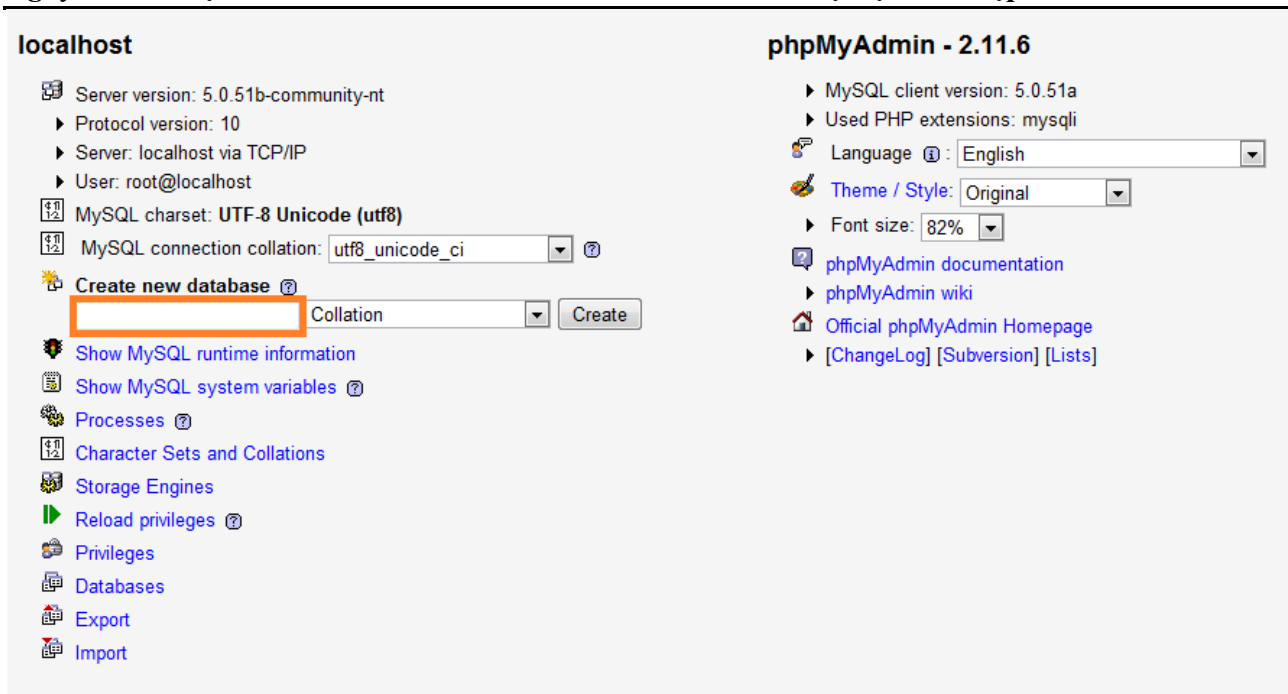 localhost
Server version: 5.0.51b-community-nt
Protocol version: 10
Server: localhost via TCP/IP
User: root@localhost
MySQL charset: UTF-8 Unicode (utf8)
MySQL connection collation: utf8_unicode_ci
Create new database
Collation Create
Show MySQL runtime information
Show MySQL system variables
Processes
Character Sets and Collations
Storage Engines
Reload privileges
Privileges
Databases
Export
Import
phpMyAdmin - 2.11.6
MySQL client version: 5.0.51a
Used PHP extensions: mysqli
Language : English
Theme / Style: Original
Font size: 82%
phpMyAdmin documentation
phpMyAdmin wiki
Official phpMyAdmin Homepage
[ChangeLog] [Subversion] [Lists]